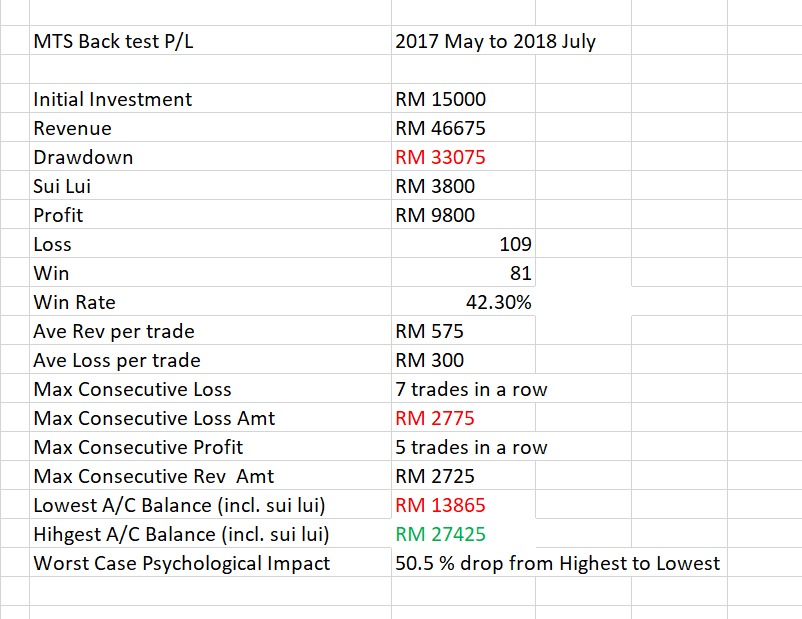 MTS Back test P/L 2017 May to 2018 July
Initial Investment RM 15000
Revenue RM 46675
Drawdown RM 33075
Sui Lui RM 3800
Profit RM 9800
Loss 109
Win 81
Win Rate 42.30%
Ave Rev per trade RM 575
Ave Loss per trade RM 300
Max Consecutive Loss 7 trades in a row
Max Consecutive Loss Amt RM 2775
Max Consecutive Profit 5 trades in a row
Max Consecutive Rev  Amt RM 2725
Lowest A/C Balance (incl. sui lui) RM 13865
Hihgest A/C Balance (incl. sui lui) RM 27425
Worst Case Psychological Impact 50.5 % drop from Highest to Lowest